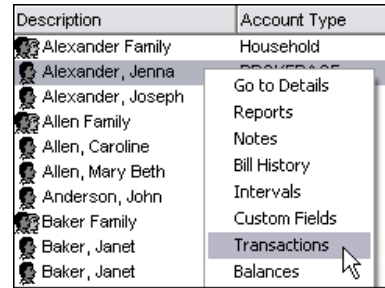 Description Account Type
Alexander Family Household
Alexander, Jenna
Alexander, Joseph
Allen Family
Allen, Caroline
Allen, Mary Beth
Anderson, John
Baker Family
Baker, Janet
Baker, Janet
Go to Details
Reports
Notes
Bill History
Intervals
Custom Fields
Transactions
Balances